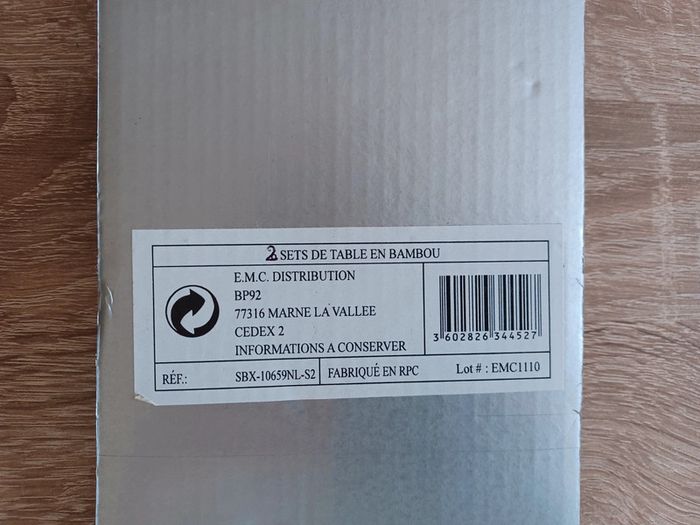 2 SETS DE TABLE EN BAMBOU
E.M.C. DISTRIBUTION
BP92
77316 MARNE LA VALLEE
CEDEX 2
INFORMATIONS A CONSERVER
3 602826 344527
RÉF.: SBX-10659NL-S2 FABRIQUÉ EN RPC Lot # : EMC1110